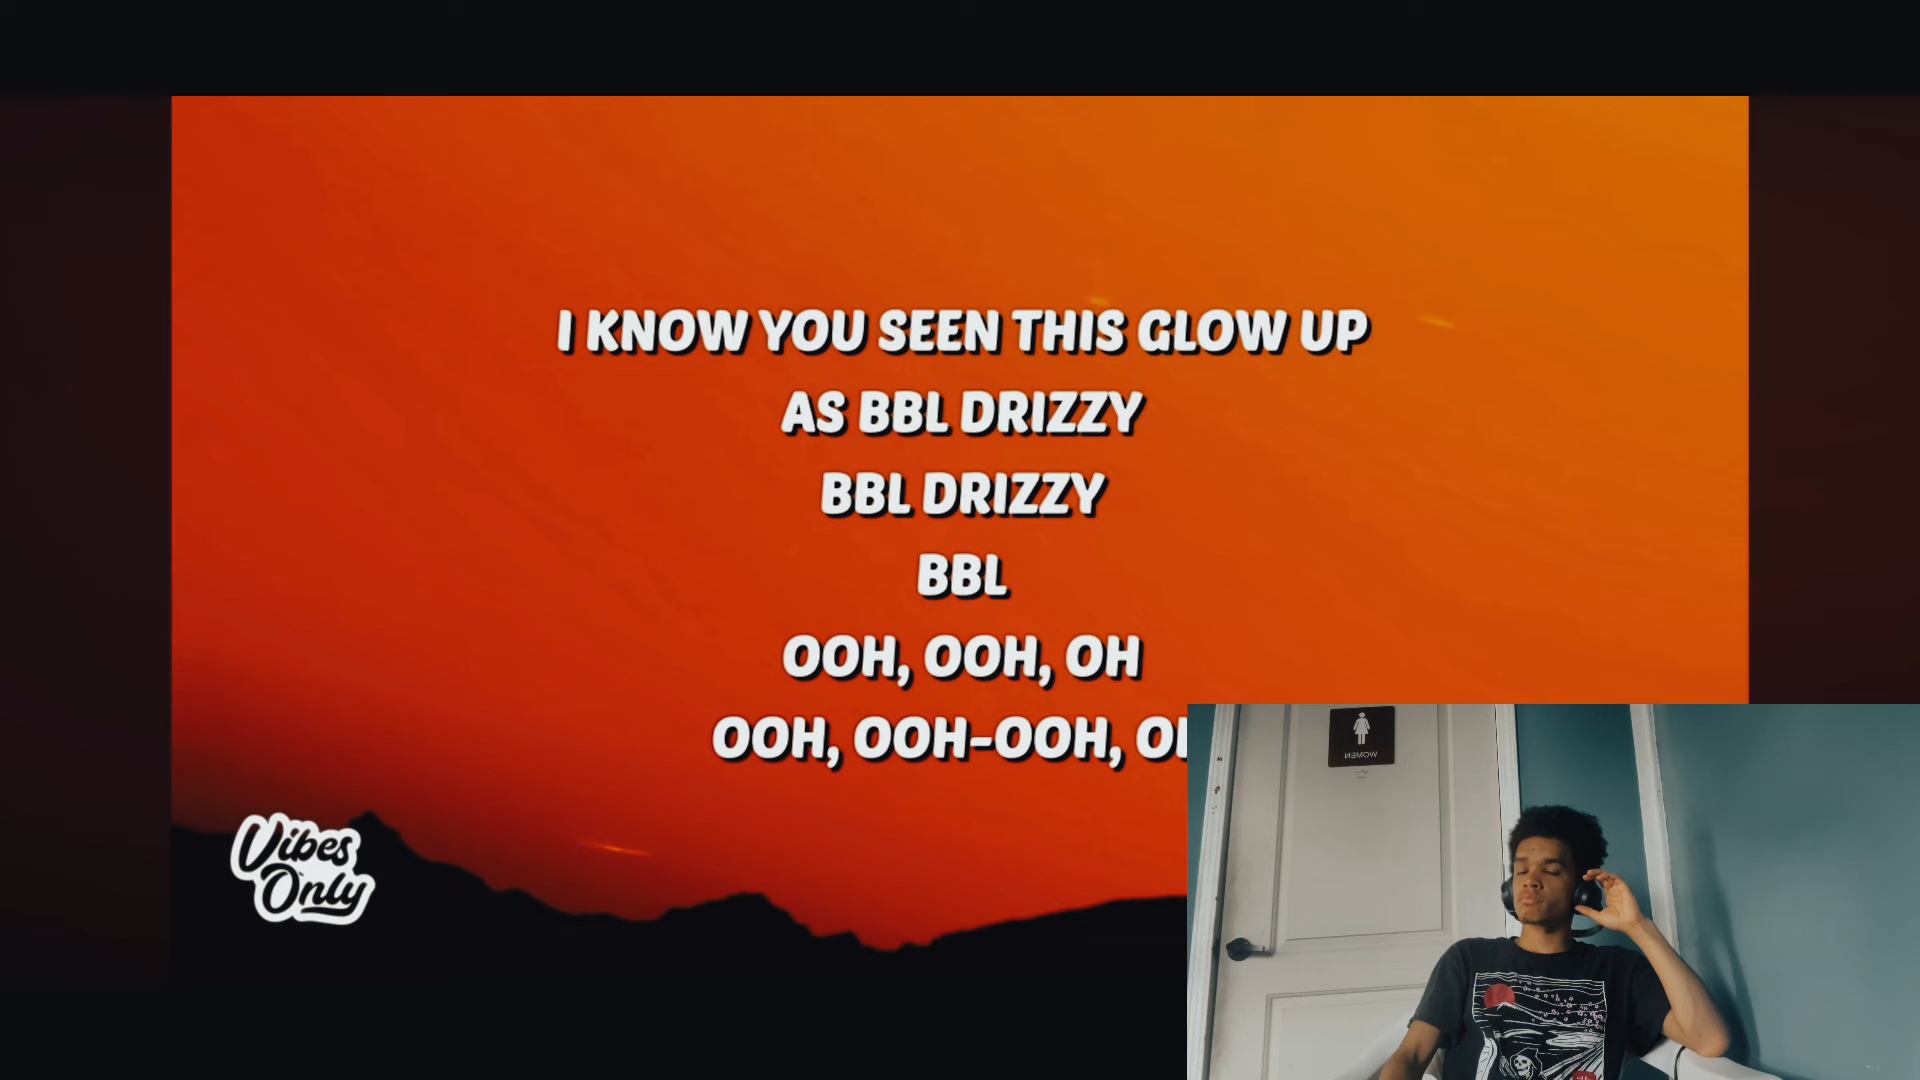 I KNOW YOU SEEN THIS GLOW UP
AS BBL DRIZZY
BBL DRIZZY
BBL
OOH, OOH, OH
OOH, OOH-OOH,
Vibes
Only
WOMEN